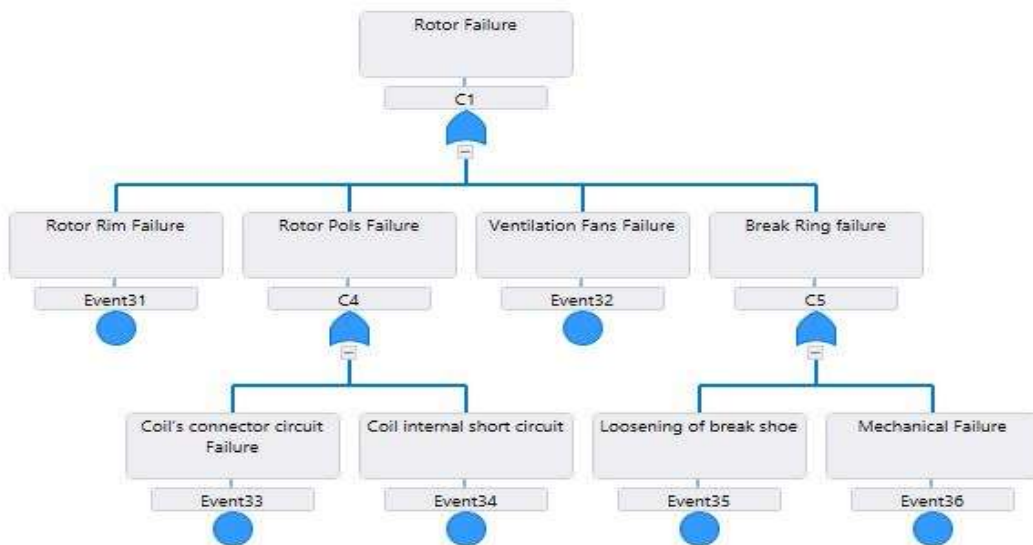 Rotor Failure
C1
Rotor Rim Failure
Rotor Pols Failure
Ventilation Fans Failure
Break Ring failure
Event31
C4
Event32
C5
Coil's connector circuit
Failure
Coil internal short circuit
Loosening of break shoe
Mechanical Failure
Event33
Event34
Event35
Event36